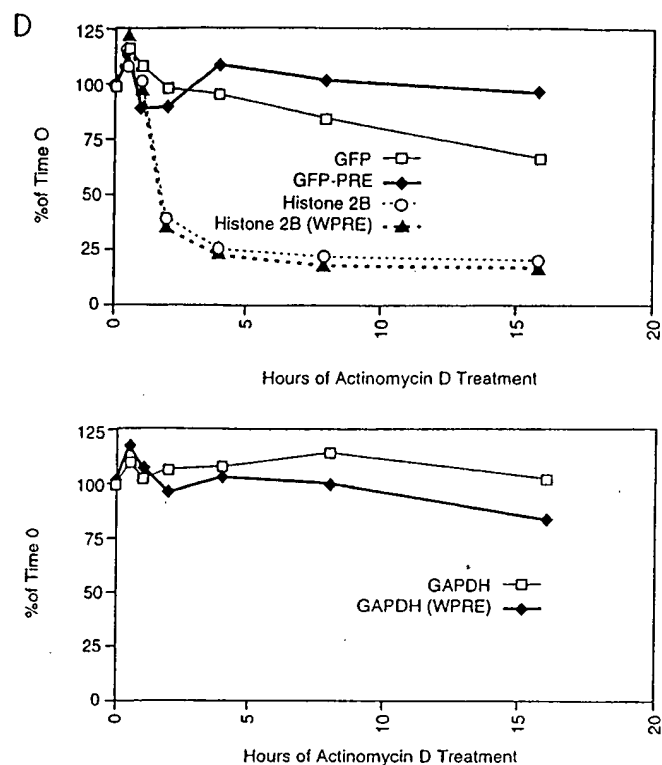 D
%of Time O
125
100
75
50
25
0
GFP
GFP-PRE
Histone 2B
Histone 2B (WPRE)
0
5
10
15
20
Hours of Actinomycin D Treatment
%of Time 0
125
100
75
50
25
0
GAPDH
GAPDH (WPRE)
0
5
10
15
20
Hours of Actinomycin D Treatment